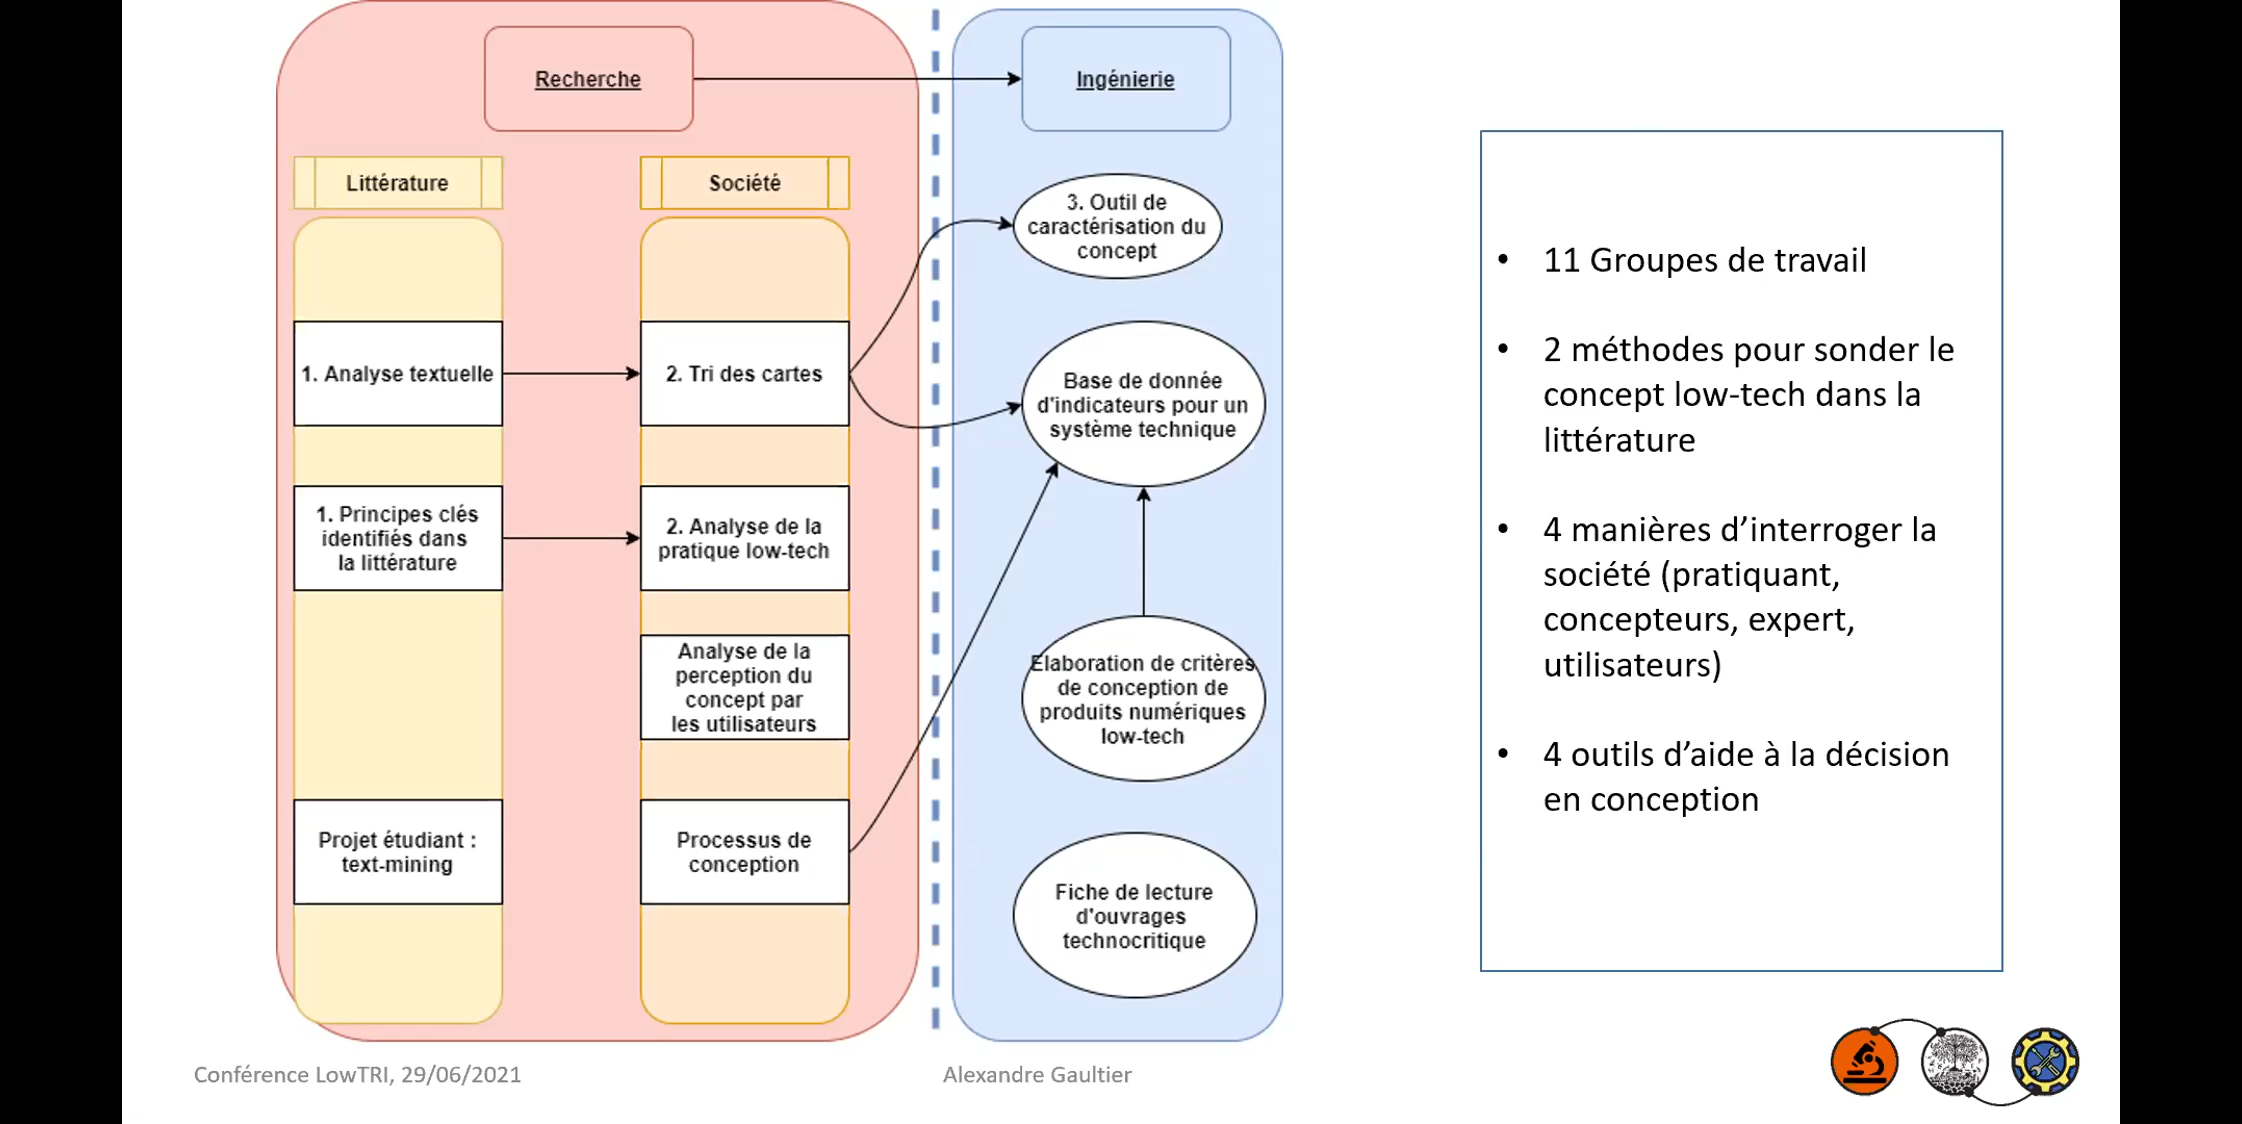 Recherche
Ingénierie
Littérature
Société
3. Outil de
caractérisation du
concept
1. Analyse textuelle
2. Tri des cartes
Base de donnée
d'indicateurs pour un
système technique
1. Principes clés
identifiés dans
la littérature
2. Analyse de la
pratique low-tech
Analyse de la
perception du
concept par
les utilisateurs
Elaboration de critères
de conception de
produits numériques
low-tech
Projet étudiant :
text-mining
Processus de
conception
Fiche de lecture
d'ouvrages
technocritique
• 11 Groupes de travail
• 2 méthodes pour sonder le
concept low-tech dans la
littérature
• 4 manières d’interroger la
société (pratiquant,
concepteurs, expert,
utilisateurs)
• 4 outils d’aide à la décision
en conception
Conférence LowTRI, 29/06/2021
Alexandre Gaultier